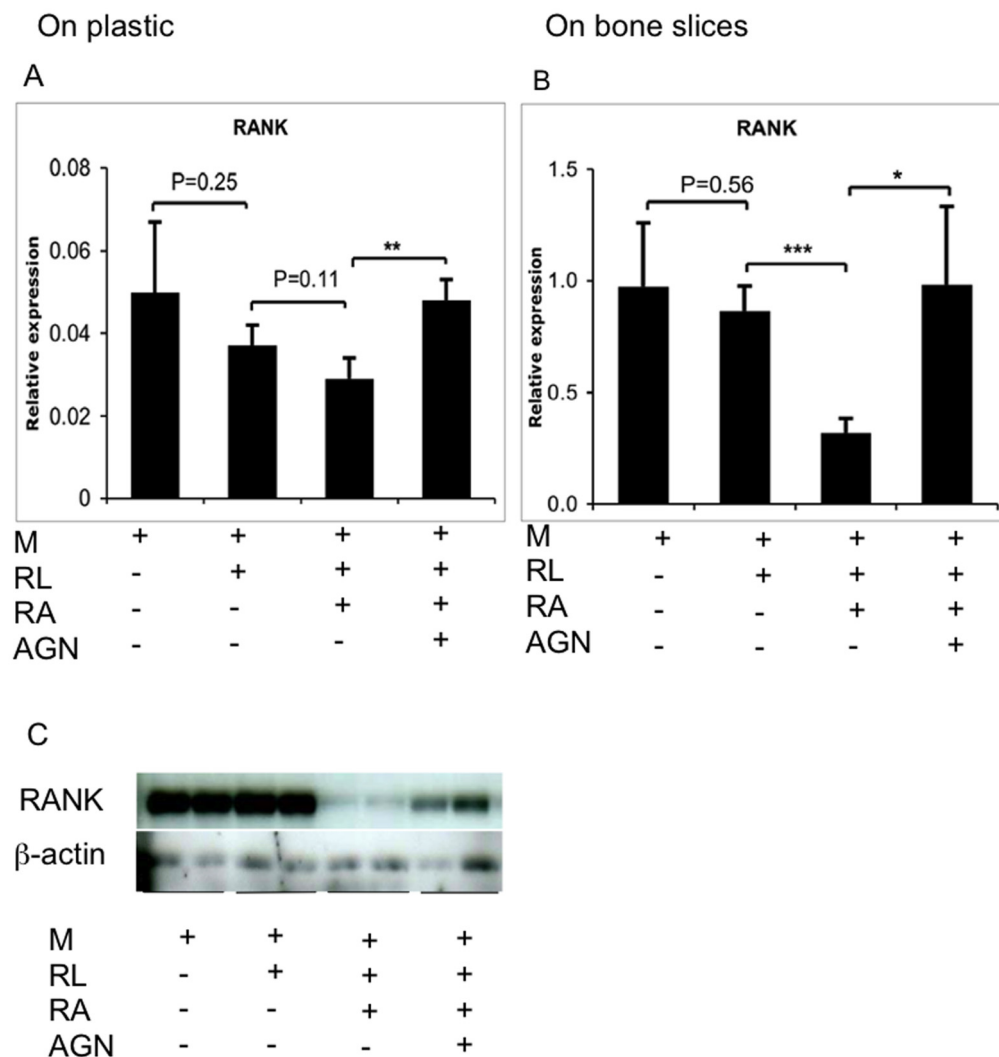 On plastic On bone slices
A B
RANK
0.08
0.06
0.04
0.02
0
Relative expression
P=0.25
P=0.11
**
M + + + +
RL - + + +
RA - - + +
AGN - - - +
RANK
1.5
1.0
0.5
0.0
Relative expression
P=0.56
***
*
M + + + +
RL - + + +
RA - - + +
AGN - - - +
C
RANK
β-actin
M + + + +
RL - + + +
RA - - + +
AGN - - - +